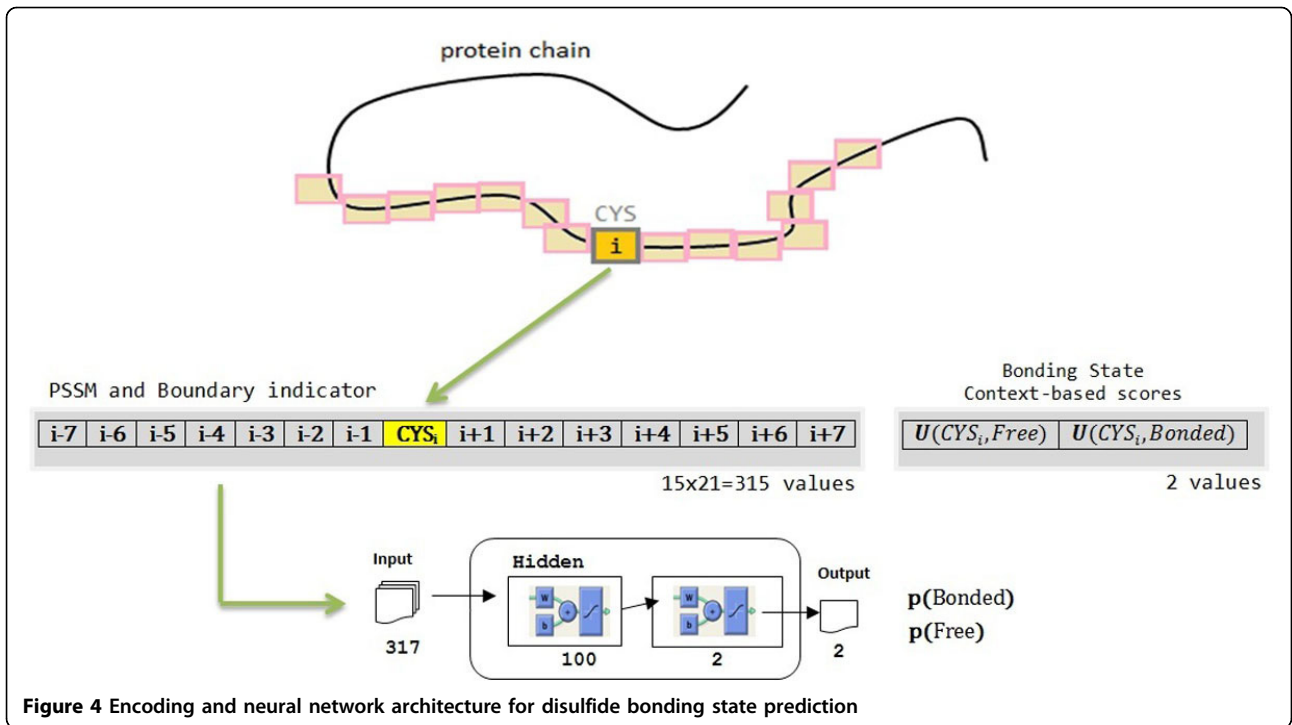 protein chain
CYS
i
PSSM and Boundary indicator
Bonding State
Context-based scores
i-7 i-6 i-5 i-4 i-3 i-2 i-1 CYSi i+1 i+2 i+3 i+4 i+5 i+6 i+7
U(CYSi,Free) U(CYSi,Bonded)
15x21=315 values
2 values
Input
Hidden
Output
W
b
+
W
b
+
p(Bonded)
p(Free)
317
100
2
2
Figure 4 Encoding and neural network architecture for disulfide bonding state prediction